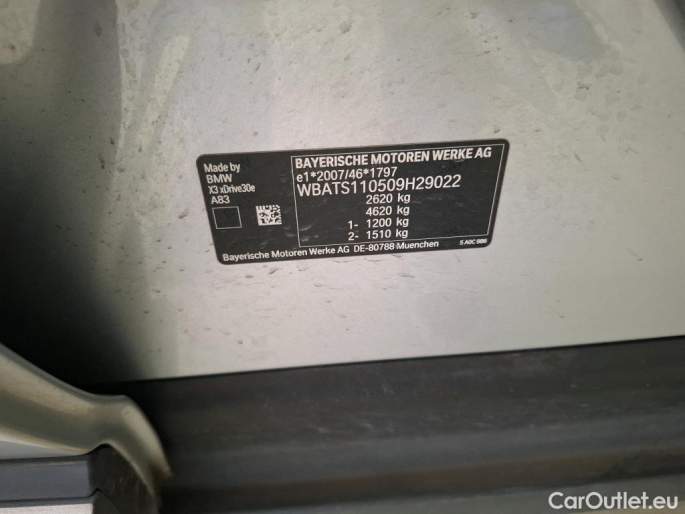 Made by
BMW
X3 xDrive30e
A83
BAYERISCHE MOTOREN WERKE AG
e1*2007/46*1797
WBATS110509H29022
2620 kg
4620 kg
1- 1200 kg
2- 1510 kg
Bayerische Motoren Werke AG DE-80788 Muenchen
CarOutlet.eu